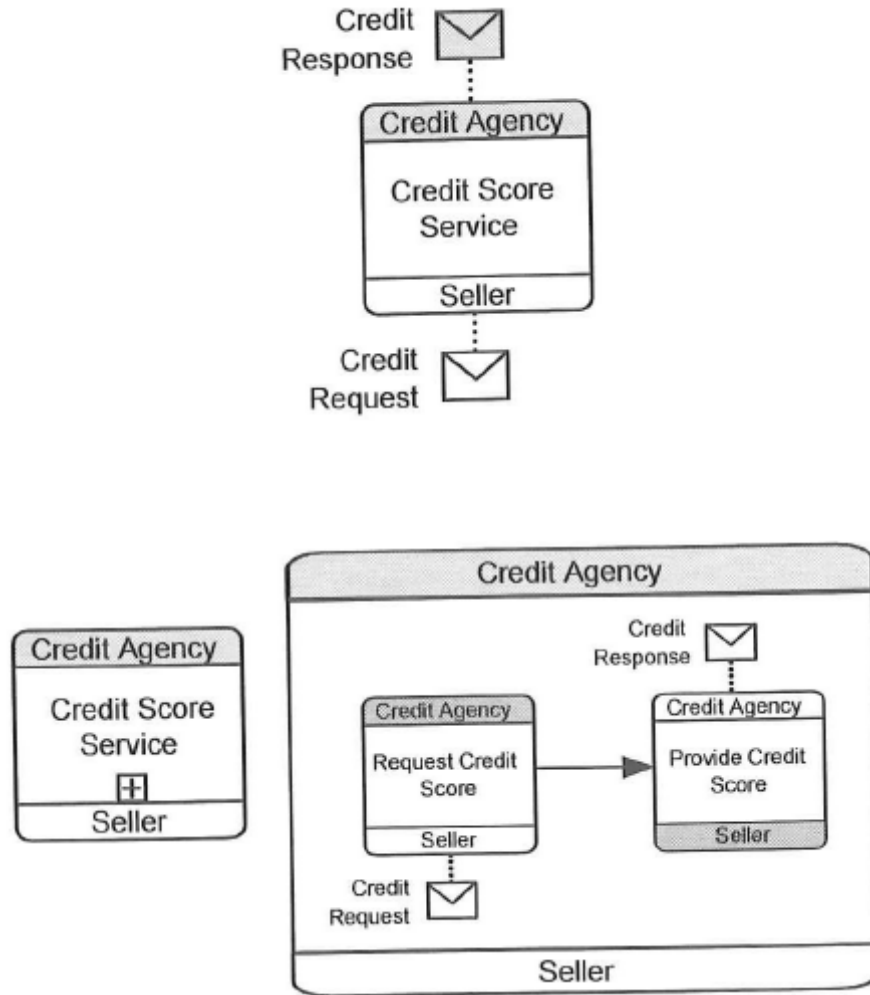 Credit
Response
Credit Agency
Credit Score
Service
Seller
Credit
Request
Credit Agency
Credit Score
Service
Seller
Credit Agency
Credit
Response
Credit Agency
Request Credit
Score
Seller
Credit
Request
Credit Agency
Provide Credit
Score
Seller
Seller